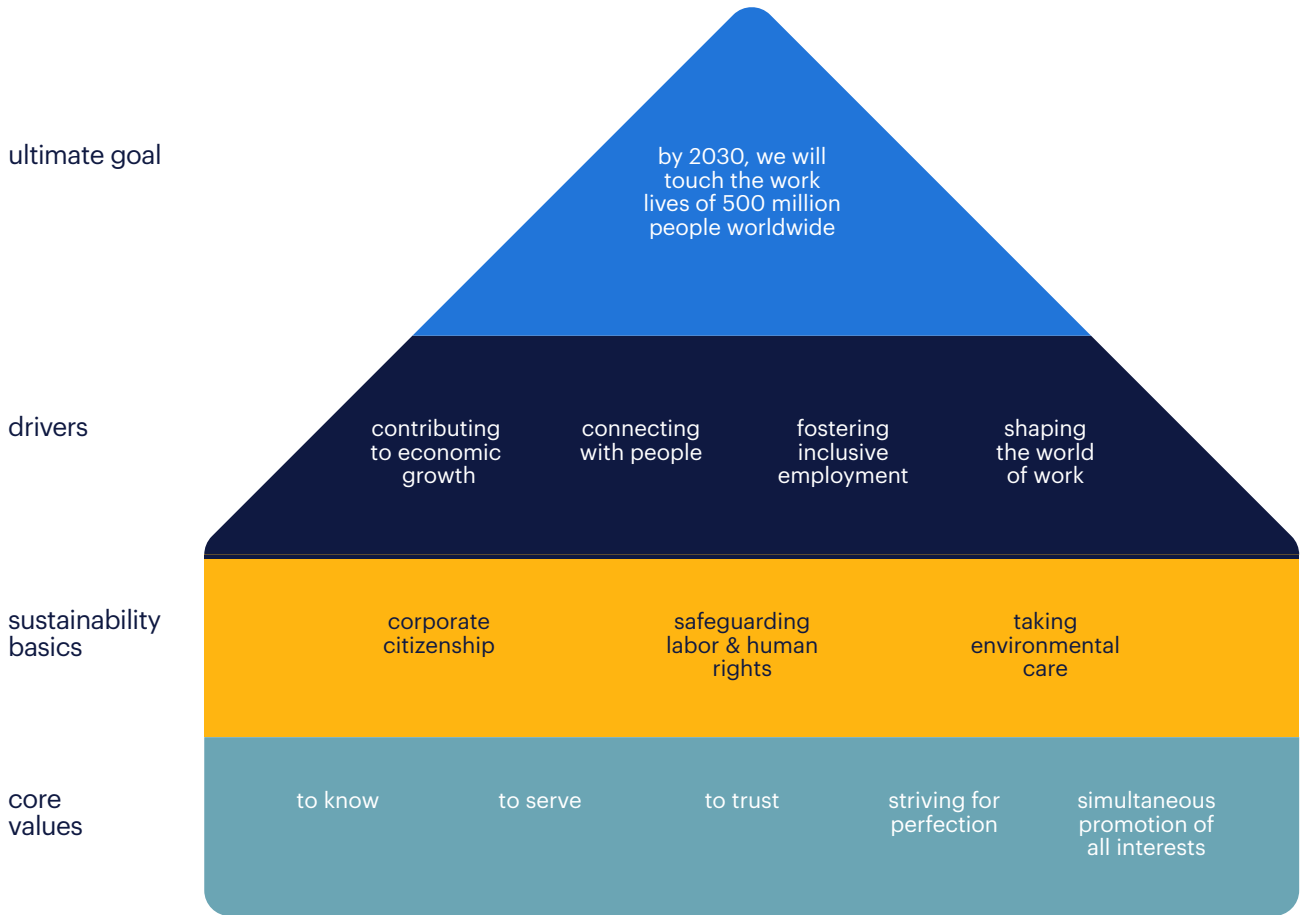 ultimate goal
by 2030, we will
touch the work
lives of 500 million
people worldwide
drivers
contributing
to economic
growth
connecting
with people
fostering
inclusive
employment
shaping
the world
of work
sustainability
basics
corporate
citizenship
safeguarding
labor & human
rights
taking
environmental
care
core
values
to know
to serve
to trust
striving for
perfection
simultaneous
promotion of
all interests